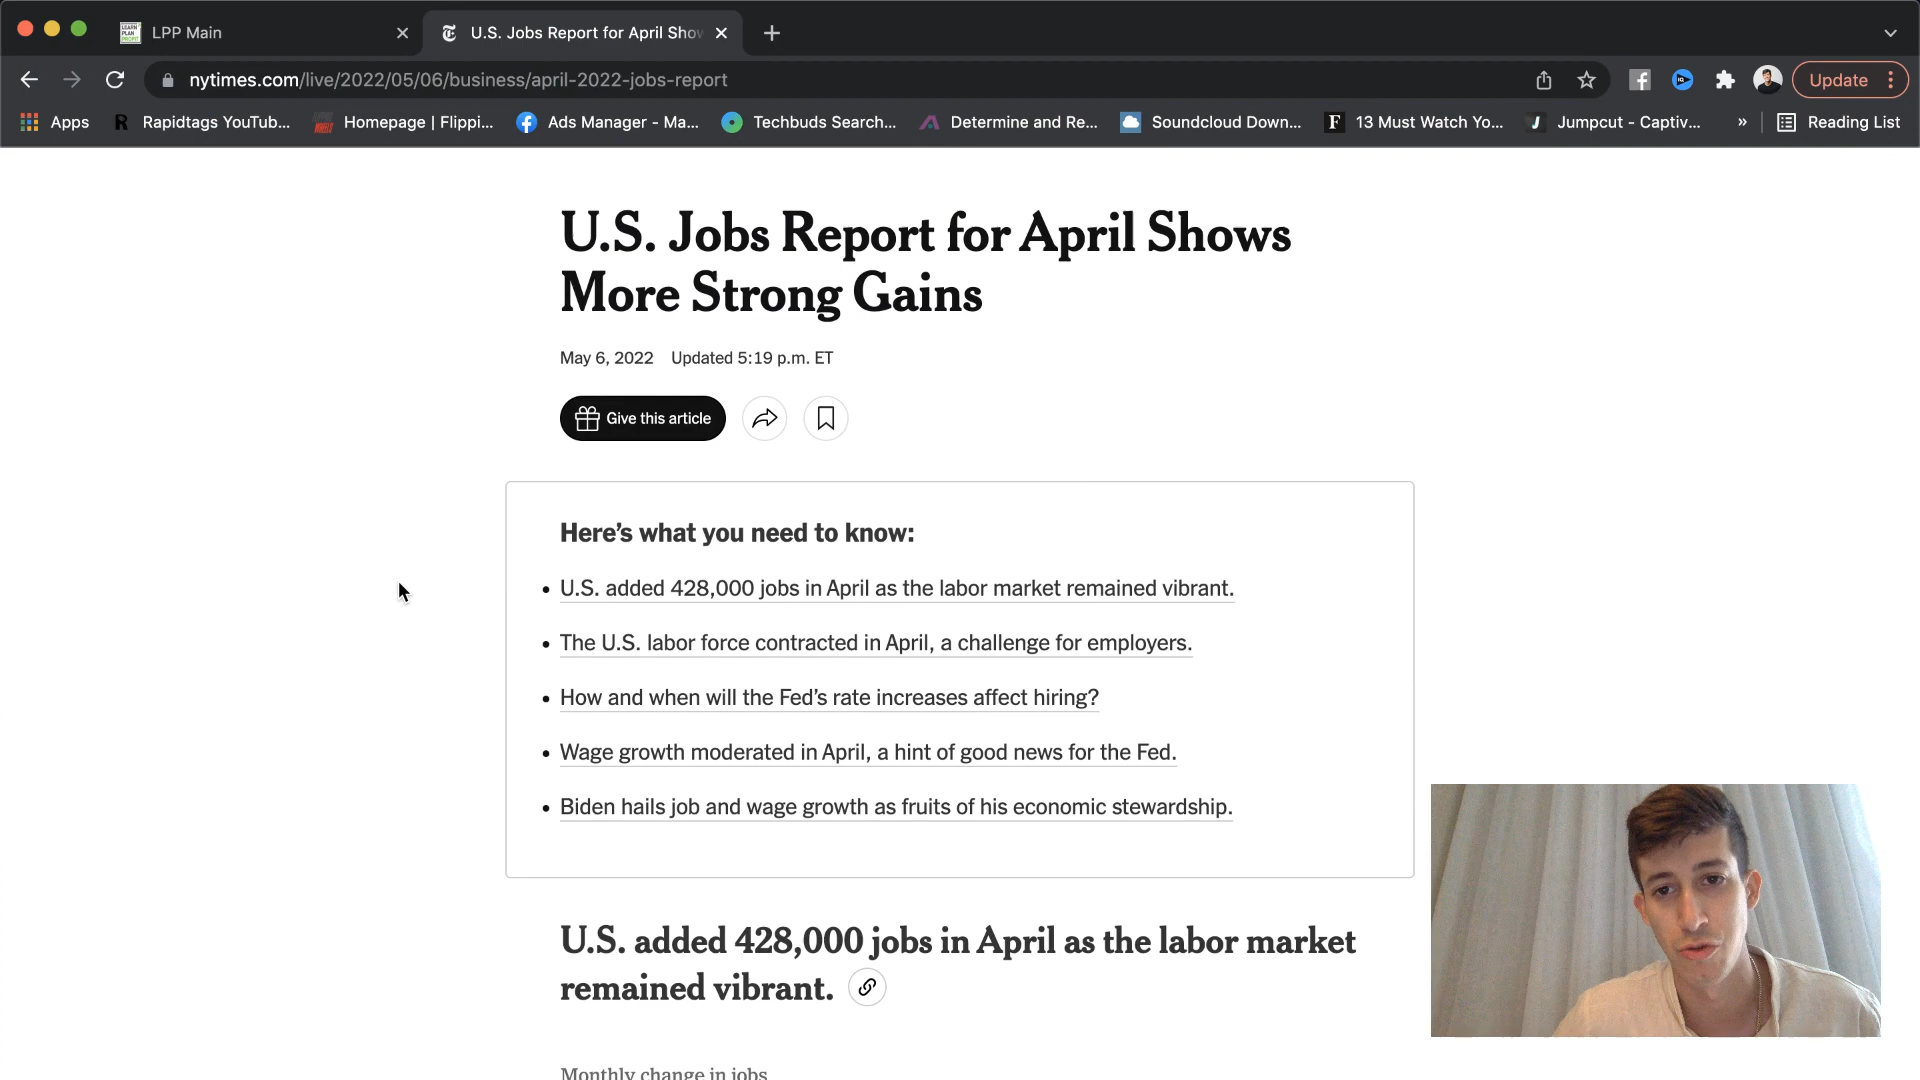 LPP Main
U.S. Jobs Report for April Shov
nytimes.com/live/2022/05/06/business/april-2022-jobs-report
Update
Apps
Rapidtags YouTub...
Homepage | Flippi...
Ads Manager - Ma...
Techbuds Search...
Determine and Re...
Soundcloud Down...
13 Must Watch Yo...
Jumpcut - Captiv...
»
Reading List
U.S. Jobs Report for April Shows
More Strong Gains
May 6, 2022 Updated 5:19 p.m. ET
Give this article
Here’s what you need to know:
• U.S. added 428,000 jobs in April as the labor market remained vibrant.
• The U.S. labor force contracted in April, a challenge for employers.
• How and when will the Fed’s rate increases affect hiring?
• Wage growth moderated in April, a hint of good news for the Fed.
• Biden hails job and wage growth as fruits of his economic stewardship.
U.S. added 428,000 jobs in April as the labor market
remained vibrant.
Monthly change in jobs